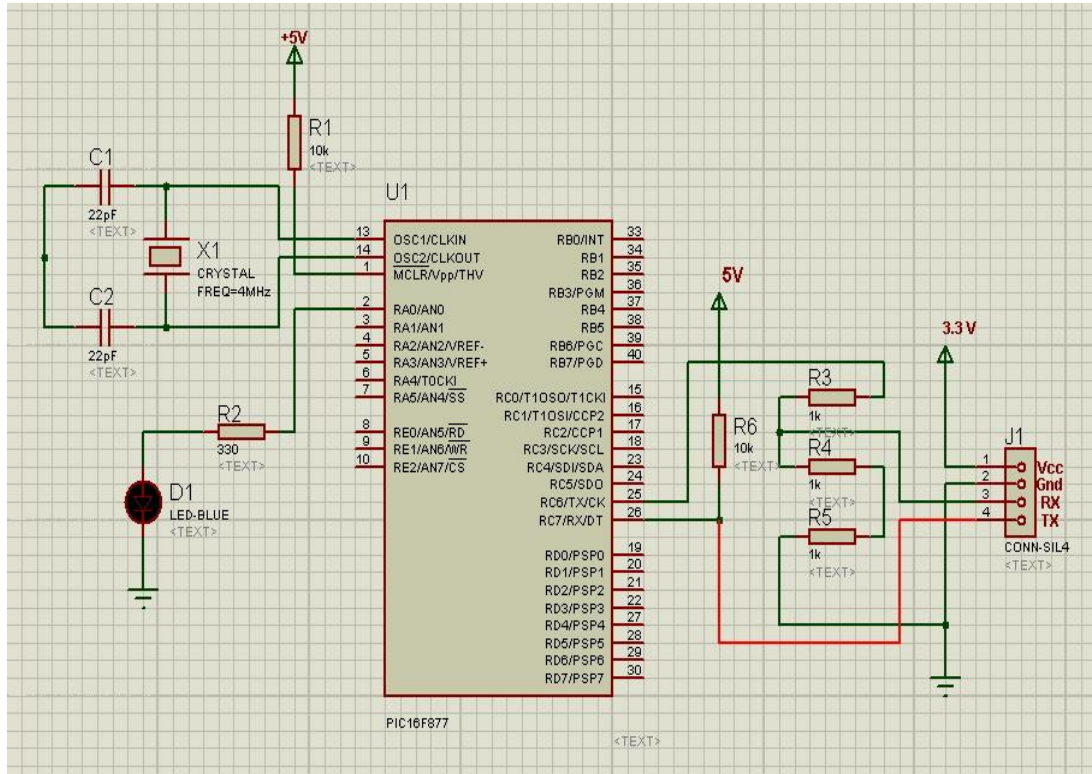 +5V
R1
10k
<TEXT>
C1
22pF
<TEXT>
X1
CRYSTAL
FREQ=4MHz
C2
22pF
<TEXT>
R2
330
<TEXT>
D1
LED-BLUE
<TEXT>
U1
13 OSC1/CLKIN
14 OSC2/CLKOUT
1 MCLR/Vpp/THV
2 RA0/AN0
3 RA1/AN1
4 RA2/AN2/VREF-
5 RA3/AN3/VREF+
6 RA4/T0CKI
7 RA5/AN4/SS
8 RE0/AN5/RD
9 RE1/AN6/WR
10 RE2/AN7/CS
RB0/INT 33
RB1 34
RB2 35
RB3/PGM 36
RB4 37
RB5 38
RB6/PGC 39
RB7/PGD 40
RC0/T1OSO/T1CKI 15
RC1/T1OSI/CCP2 16
RC2/CCP1 17
RC3/SCK/SCL 18
RC4/SDI/SDA 23
RC5/SDO 24
RC6/TX/CK 25
RC7/RX/DT 26
RD0/PSP0 19
RD1/PSP1 20
RD2/PSP2 21
RD3/PSP3 22
RD4/PSP4 27
RD5/PSP5 28
RD6/PSP6 29
RD7/PSP7 30
PIC16F877
<TEXT>
5V
R6
10k
<TEXT>
R3
1k
<TEXT>
R4
1k
<TEXT>
R5
1k
<TEXT>
3.3 V
J1
1 Vcc
2 Gnd
3 RX
4 TX
CONN-SIL4
<TEXT>